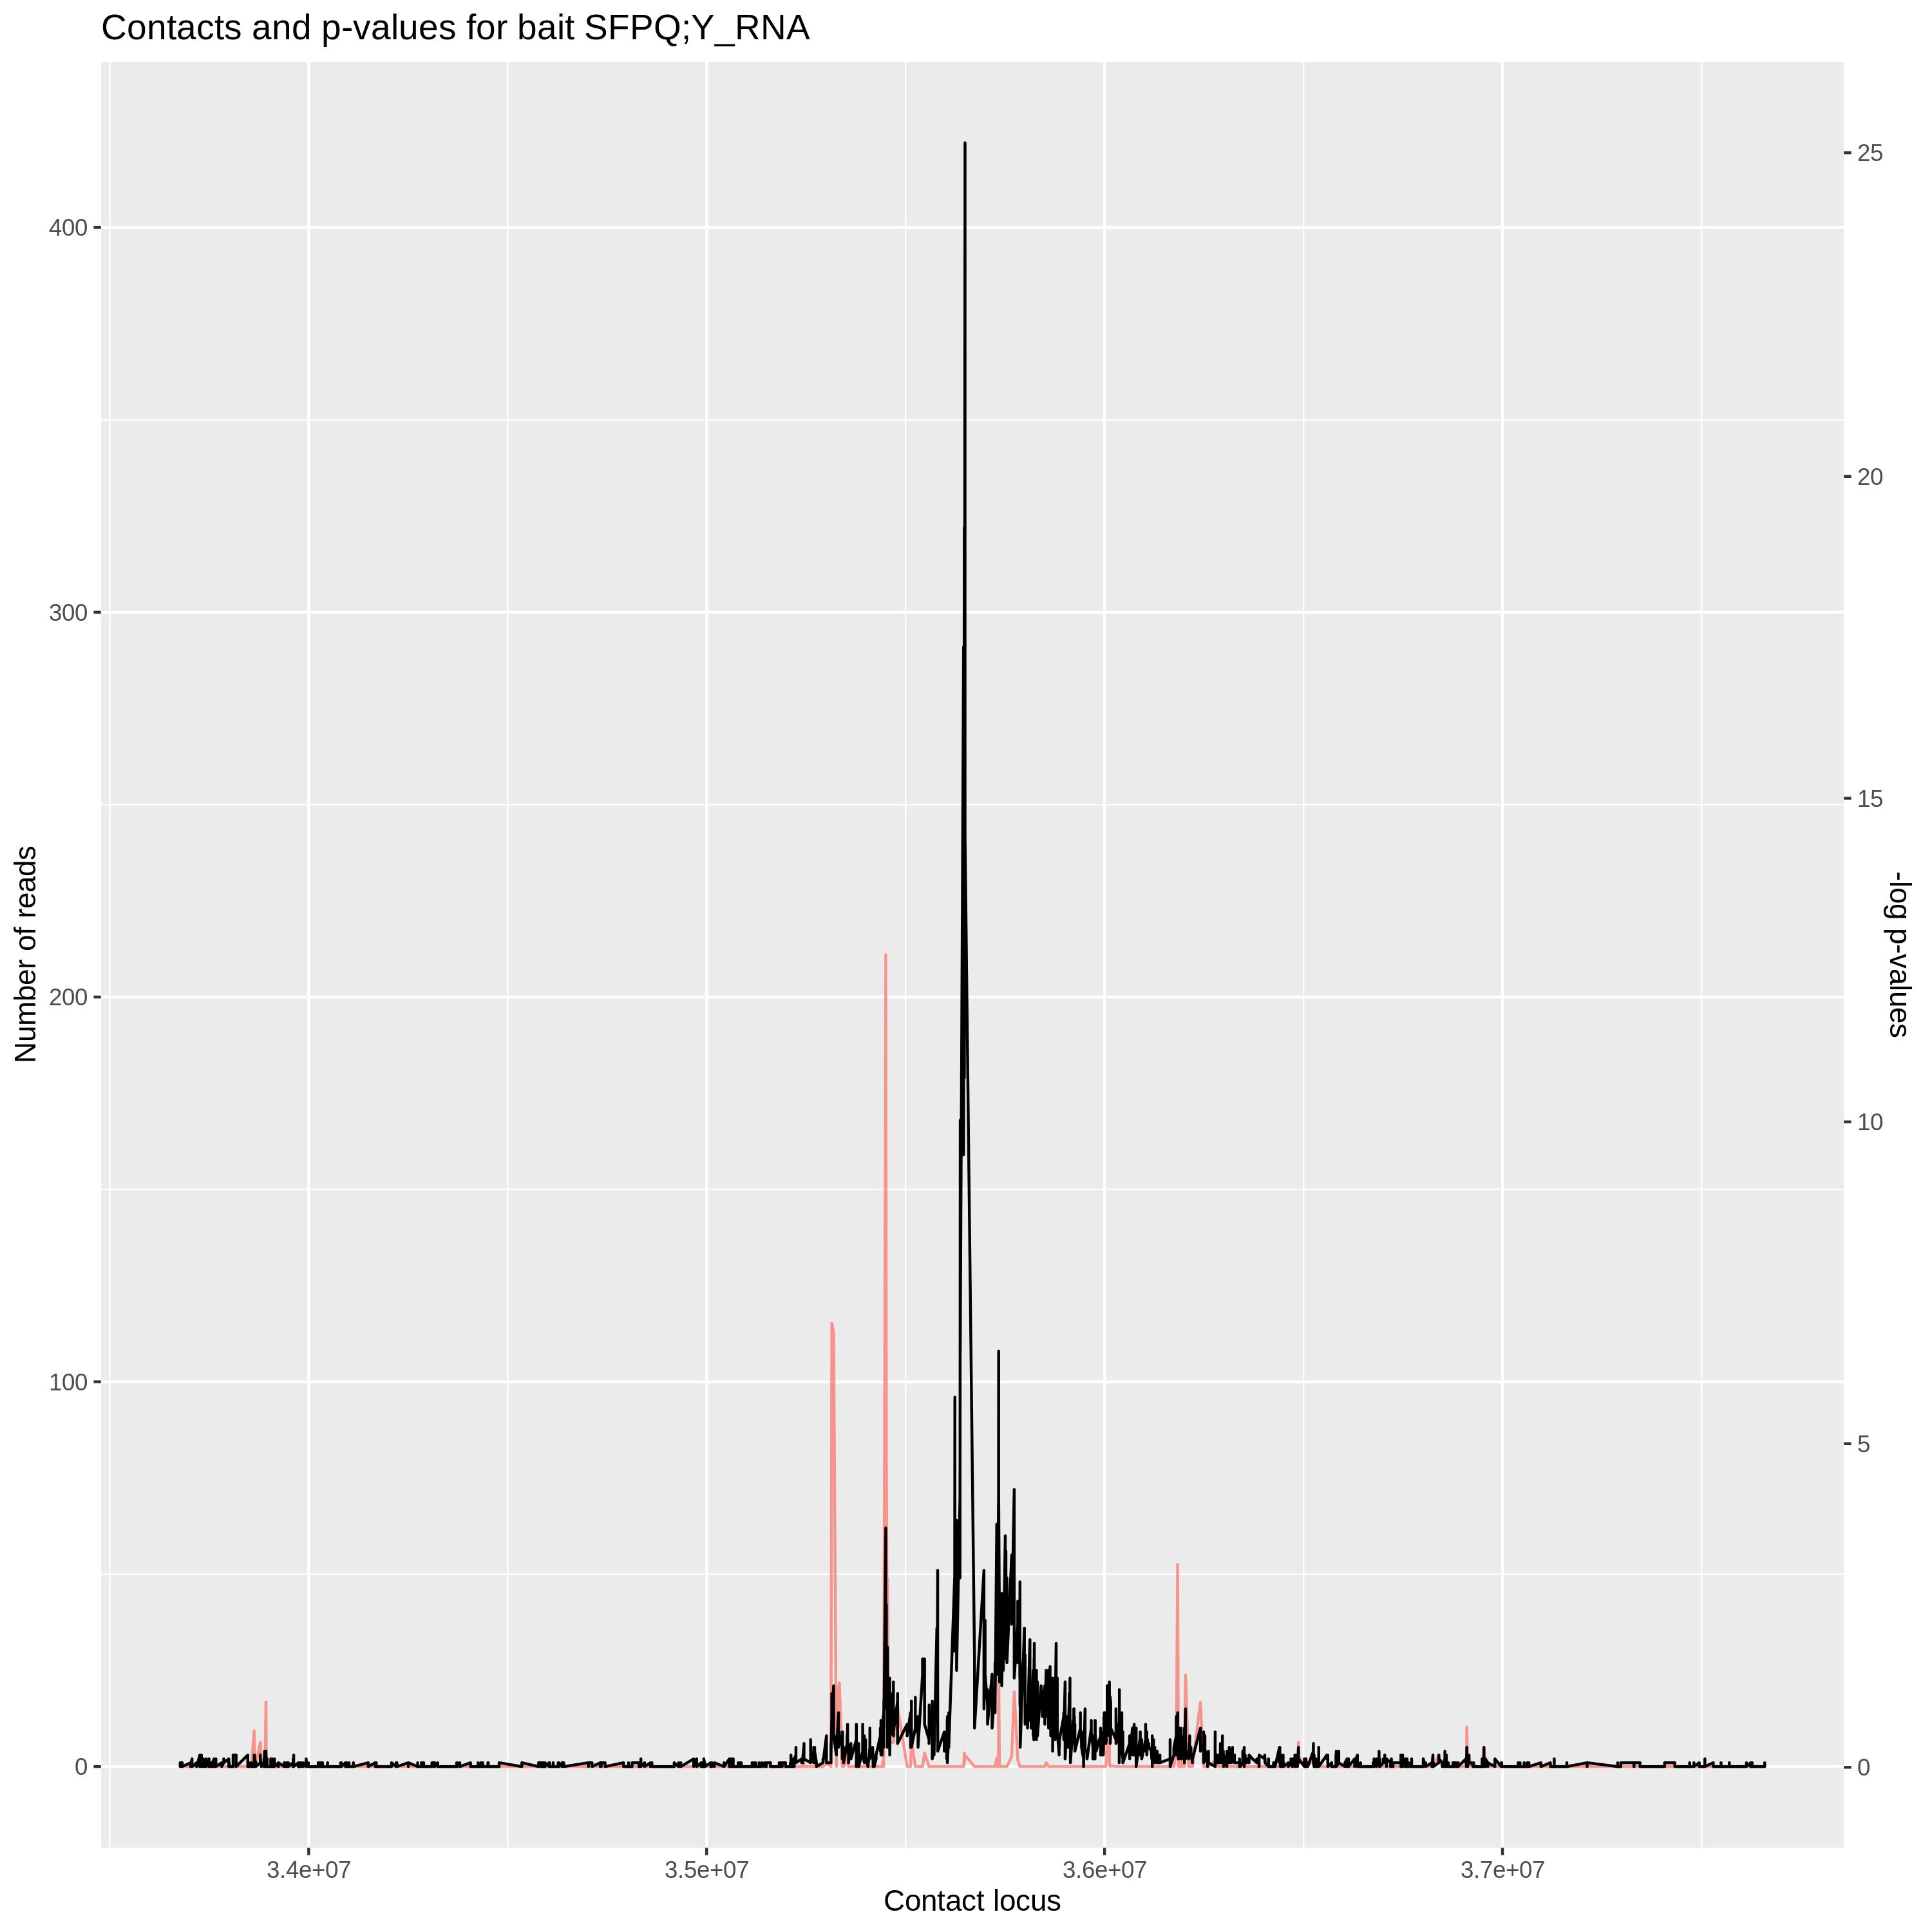 Contacts and p-values for bait SFPQ;Y_RNA
Number of reads
400
300
200
100
0
25
20
15
10
5
0
-log p-values
3.4e+07 3.5e+07 3.6e+07 3.7e+07
Contact locus